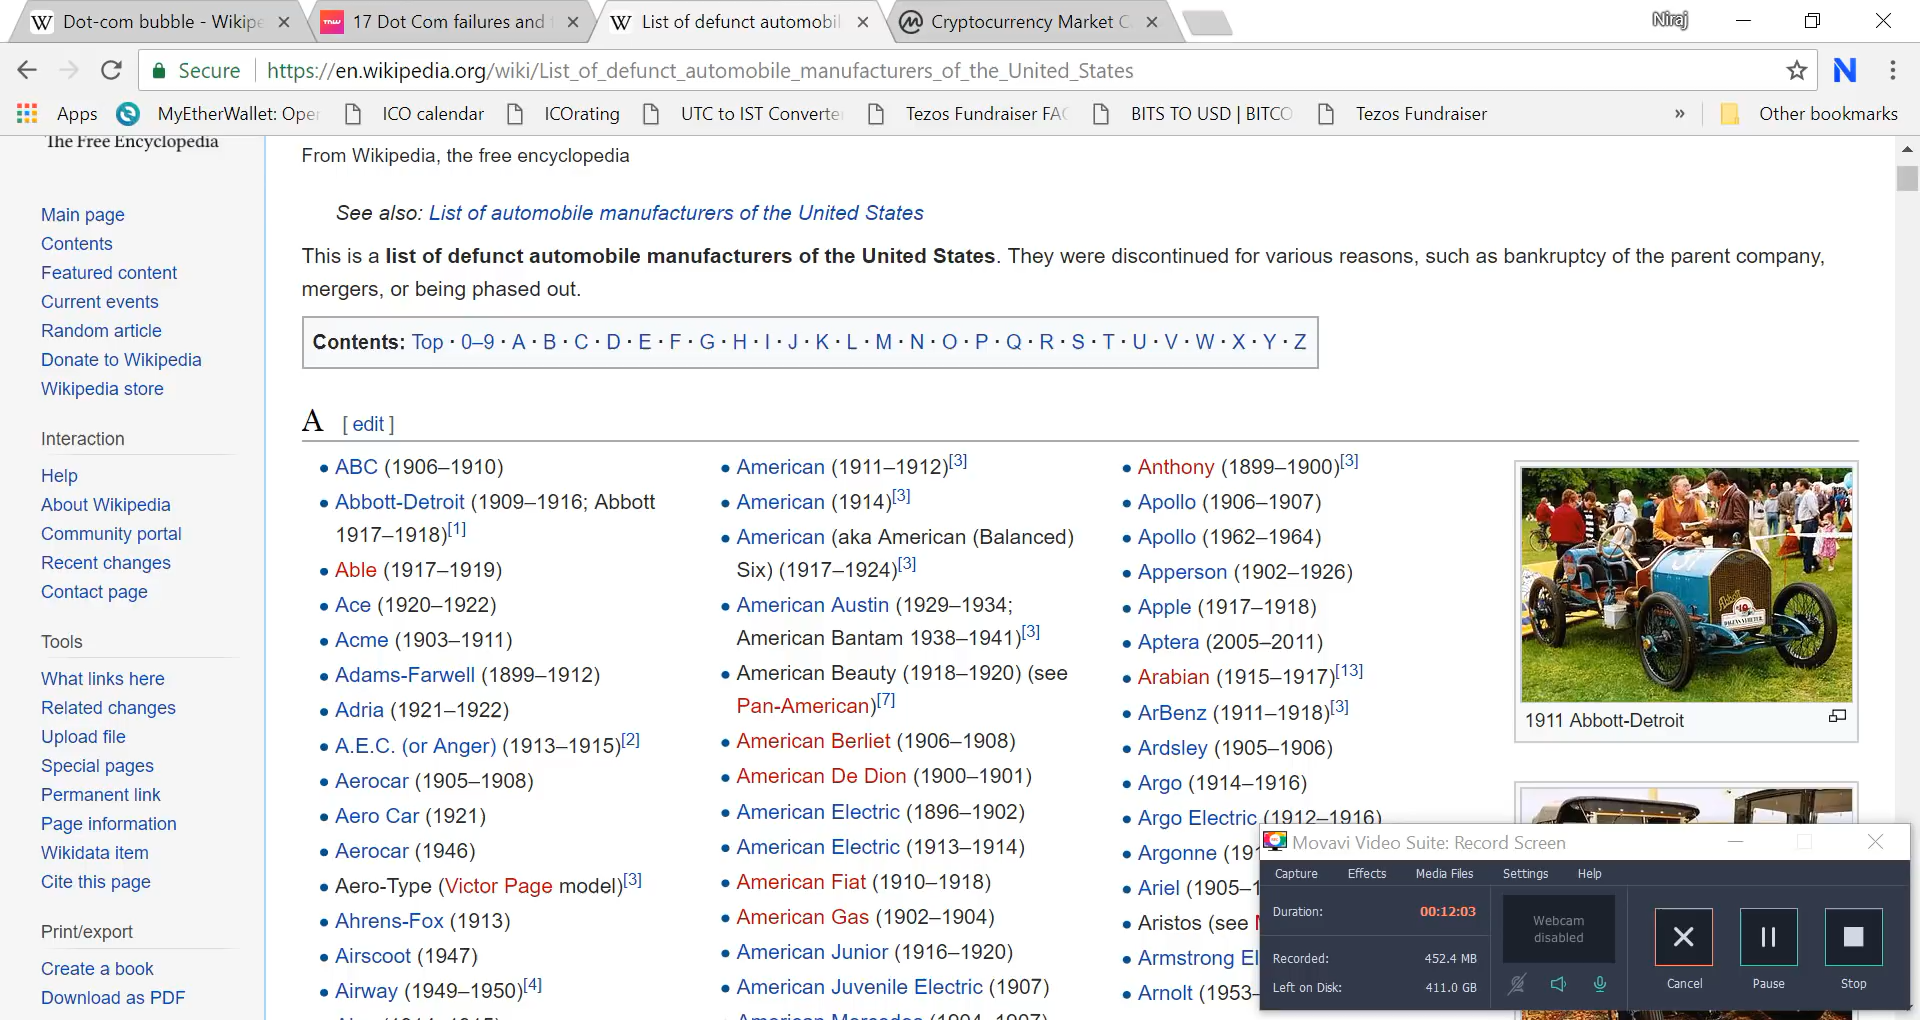 Dot-com bubble - Wikipe
17 Dot Com failures and
List of defunct automobil
Cryptocurrency Market C
Niraj
Secure
https://en.wikipedia.org/wiki/List_of_defunct_automobile_manufacturers_of_the_United_States
N
Apps
MyEtherWallet: Oper
ICO calendar
ICOrating
UTC to IST Converte
Tezos Fundraiser FAC
BITS TO USD | BITCO
Tezos Fundraiser
»
Other bookmarks
The Free Encyclopedia
Main page
Contents
Featured content
Current events
Random article
Donate to Wikipedia
Wikipedia store
Interaction
Help
About Wikipedia
Community portal
Recent changes
Contact page
Tools
What links here
Related changes
Upload file
Special pages
Permanent link
Page information
Wikidata item
Cite this page
Print/export
Create a book
Download as PDF
From Wikipedia, the free encyclopedia
See also: List of automobile manufacturers of the United States
This is a list of defunct automobile manufacturers of the United States. They were discontinued for various reasons, such as bankruptcy of the parent company,
mergers, or being phased out.
Contents: Top · 0–9 · A · B · C · D · E · F · G · H · I · J · K · L · M · N · O · P · Q · R · S · T · U · V · W · X · Y · Z
A [ edit ]
ABC (1906–1910)
Abbott-Detroit (1909–1916; Abbott
1917–1918)[1]
Able (1917–1919)
Ace (1920–1922)
Acme (1903–1911)
Adams-Farwell (1899–1912)
Adria (1921–1922)
A.E.C. (or Anger) (1913–1915)[2]
Aerocar (1905–1908)
Aero Car (1921)
Aerocar (1946)
Aero-Type (Victor Page model)[3]
Ahrens-Fox (1913)
Airscoot (1947)
Airway (1949–1950)[4]
American (1911–1912)[3]
American (1914)[3]
American (aka American (Balanced)
Six) (1917–1924)[3]
American Austin (1929–1934;
American Bantam 1938–1941)[3]
American Beauty (1918–1920) (see
Pan-American)[7]
American Berliet (1906–1908)
American De Dion (1900–1901)
American Electric (1896–1902)
American Electric (1913–1914)
American Fiat (1910–1918)
American Gas (1902–1904)
American Junior (1916–1920)
American Juvenile Electric (1907)
American Mercedes (1904–1907)
Anthony (1899–1900)[3]
Apollo (1906–1907)
Apollo (1962–1964)
Apperson (1902–1926)
Apple (1917–1918)
Aptera (2005–2011)
Arabian (1915–1917)[13]
ArBenz (1911–1918)[3]
Ardsley (1905–1906)
Argo (1914–1916)
Argo Electric (1912–1916)
Argonne (191
Ariel (1905–1
Aristos (see
Armstrong El
Arnolt (1953–
1911 Abbott-Detroit
Movavi Video Suite: Record Screen
Capture
Effects
Media Files
Settings
Help
Duration:
00:12:03
Recorded:
452.4 MB
Left on Disk:
411.0 GB
Webcam
disabled
Cancel
Pause
Stop